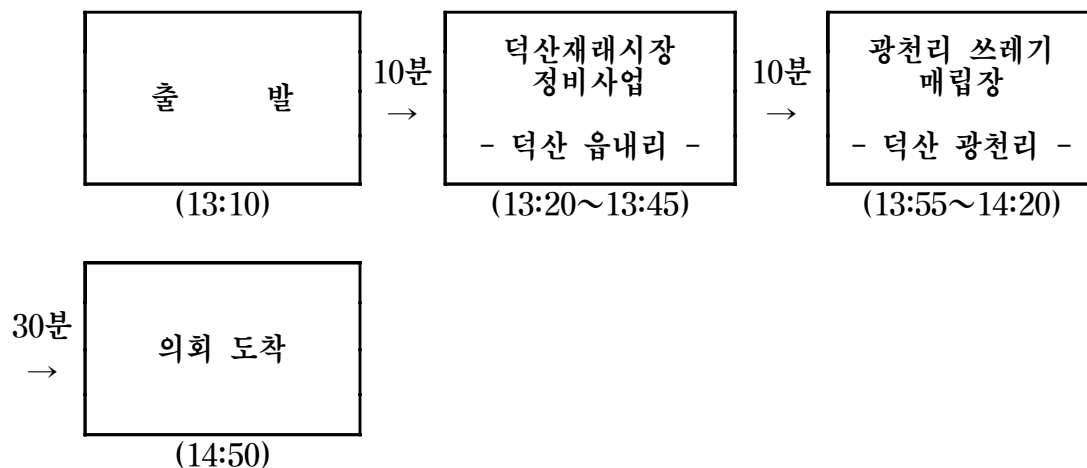 출 발
(13:10)
10분
→
덕산재래시장
정비사업
- 덕산 읍내리 -
(13:20~13:45)
10분
→
광천리 쓰레기
매립장
- 덕산 광천리 -
(13:55~14:20)
30분
→
의회 도착
(14:50)